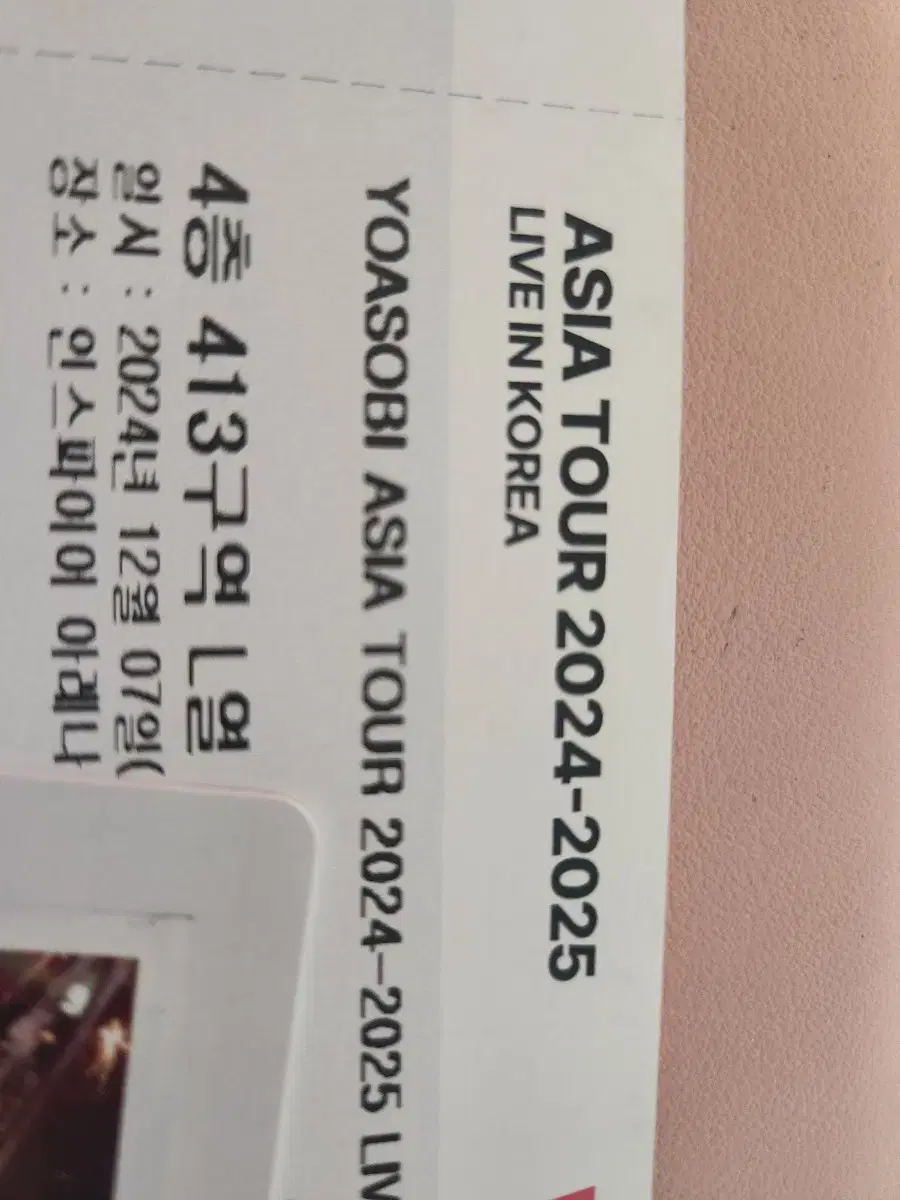 ASIA TOUR 2024-2025
LIVE IN KOREA
YOASOBI ASIA TOUR 2024-2025 LIV
4층 413구역 L열
일시 : 2024년 12월 07일(
장소 : 인스파이어 아레나